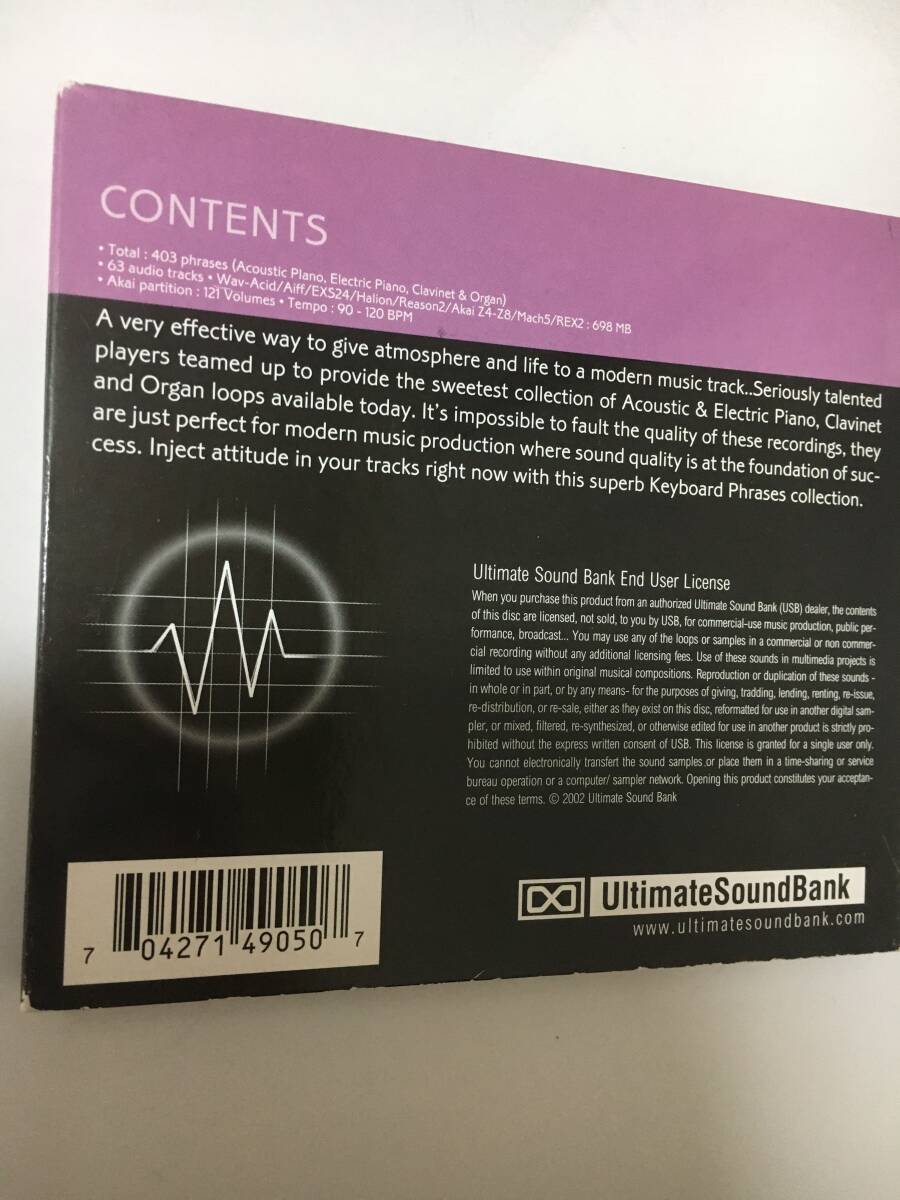 CONTENTS
• Total : 403 phrases (Acoustic Piano, Electric Piano, Clavinet & Organ)
• 63 audio tracks • Wav-Acid/Aiff/EXS24/Halion/Reason2/Akai Z4-Z8/Mach5/REX2 : 698 MB
• Akai partition : 121 Volumes • Tempo : 90 - 120 BPM
A very effective way to give atmosphere and life to a modern music track..Seriously talented
players teamed up to provide the sweetest collection of Acoustic & Electric Piano, Clavinet
and Organ loops available today. It's impossible to fault the quality of these recordings, they
are just perfect for modern music production where sound quality is at the foundation of suc-
cess. Inject attitude in your tracks right now with this superb Keyboard Phrases collection.
Ultimate Sound Bank End User License
When you purchase this product from an authorized Ultimate Sound Bank (USB) dealer, the contents
of this disc are licensed, not sold, to you by USB, for commercial-use music production, public per-
formance, broadcast... You may use any of the loops or samples in a commercial or non commer-
cial recording without any additional licensing fees. Use of these sounds in multimedia projects is
limited to use within original musical compositions. Reproduction or duplication of these sounds -
in whole or in part, or by any means- for the purposes of giving, tradding, lending, renting, re-issue,
re-distribution, or re-sale, either as they exist on this disc, reformatted for use in another digital sam-
pler, or mixed, filtered, re-synthesized, or otherwise edited for use in another product is strictly pro-
hibited without the express written consent of USB. This license is granted for a single user only.
You cannot electronically transfert the sound samples or place them in a time-sharing or service
bureau operation or a computer/ sampler network. Opening this product constitutes your acceptan-
ce of these terms. © 2002 Ultimate Sound Bank
UltimateSoundBank
www.ultimatesoundbank.com
7 04271 49050 7